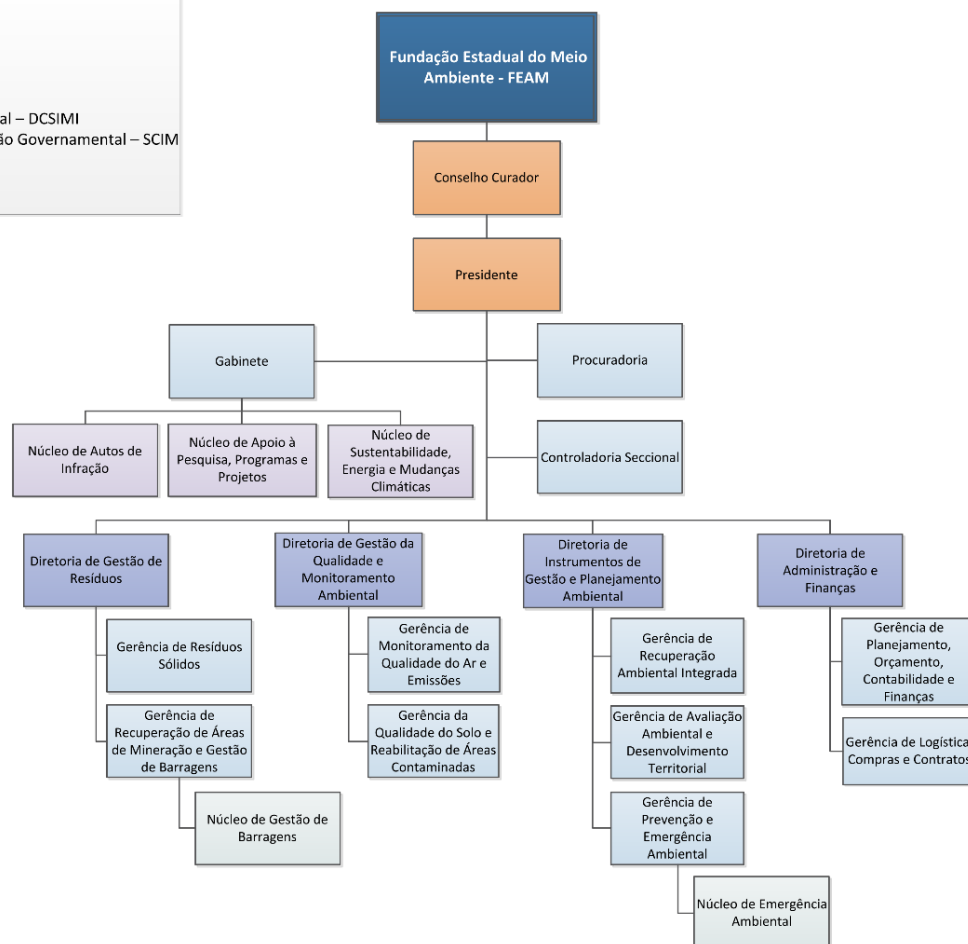 al – DCSIMI
ão Governamental – SCIM
Fundação Estadual do Meio
Ambiente - FEAM
Conselho Curador
Presidente
Gabinete
Procuradoria
Núcleo de Autos de
Infração
Núcleo de Apoio à
Pesquisa, Programas e
Projetos
Núcleo de
Sustentabilidade,
Energia e Mudanças
Climáticas
Controladoria Seccional
Diretoria de Gestão de
Resíduos
Diretoria de Gestão da
Qualidade e
Monitoramento
Ambiental
Diretoria de
Instrumentos de
Gestão e Planejamento
Ambiental
Diretoria de
Administração e
Finanças
Gerência de Resíduos
Sólidos
Gerência de
Recuperação de Áreas
de Mineração e Gestão
de Barragens
Núcleo de Gestão de
Barragens
Gerência de
Monitoramento da
Qualidade do Ar e
Emissões
Gerência da
Qualidade do Solo e
Reabilitação de Áreas
Contaminadas
Gerência de
Recuperação
Ambiental Integrada
Gerência de Avaliação
Ambiental e
Desenvolvimento
Territorial
Gerência de
Prevenção e
Emergência
Ambiental
Núcleo de Emergência
Ambiental
Gerência de
Planejamento,
Orçamento,
Contabilidade e
Finanças
Gerência de Logística
Compras e Contratos